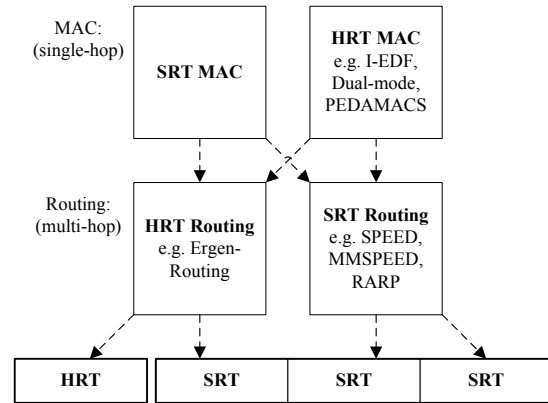 MAC:
(single-hop)
SRT MAC
HRT MAC
e.g. I-EDF,
Dual-mode,
PEDAMACS
Routing:
(multi-hop)
HRT Routing
e.g. Ergen-
Routing
SRT Routing
e.g. SPEED,
MMSPEED,
RARP
HRT
SRT
SRT
SRT